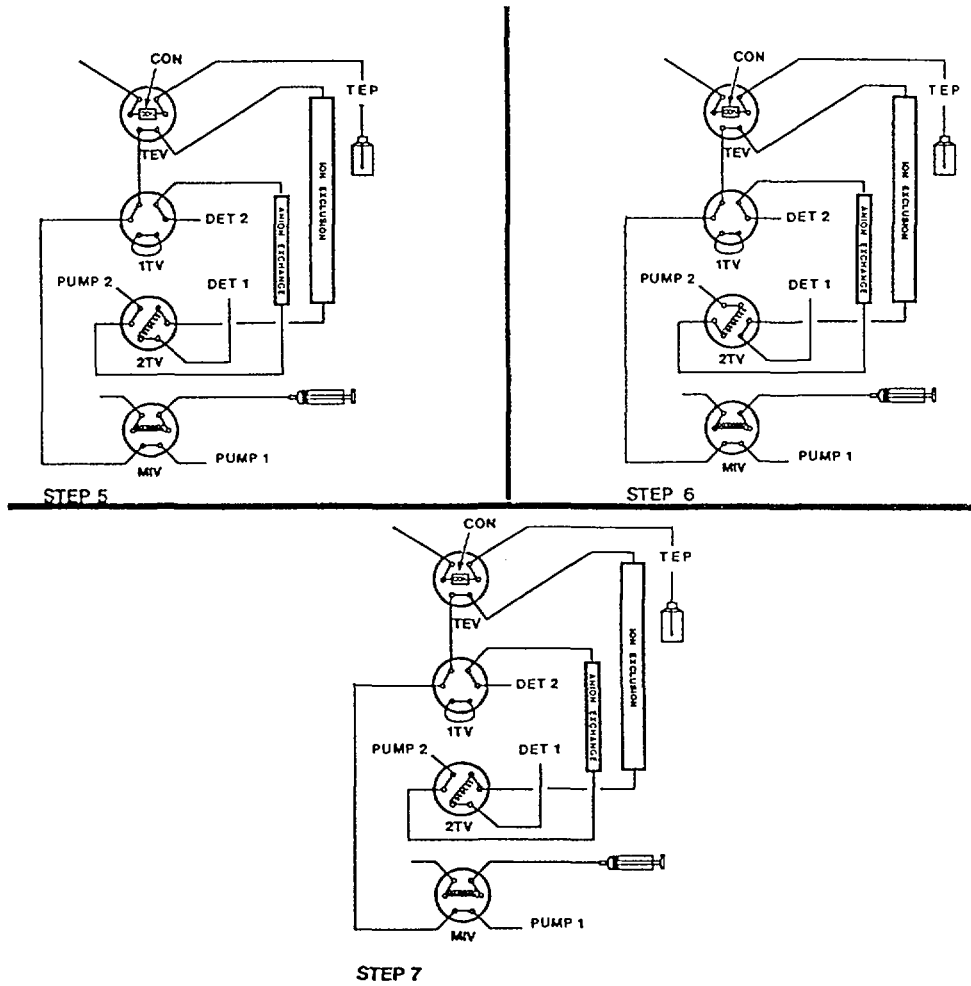 CON
TEP
TEV
ION EXCLUSION
DET 2
ANION EXCHANGE
1TV
PUMP 2
DET 1
2TV
MIV
PUMP 1
STEP 5
CON
TEP
TEV
ION EXCLUSION
DET 2
ANION EXCHANGE
1TV
PUMP 2
DET 1
2TV
MIV
PUMP 1
STEP 6
CON
TEP
TEV
ION EXCLUSION
DET 2
ANION EXCHANGE
1TV
PUMP 2
DET 1
2TV
MIV
PUMP 1
STEP 7